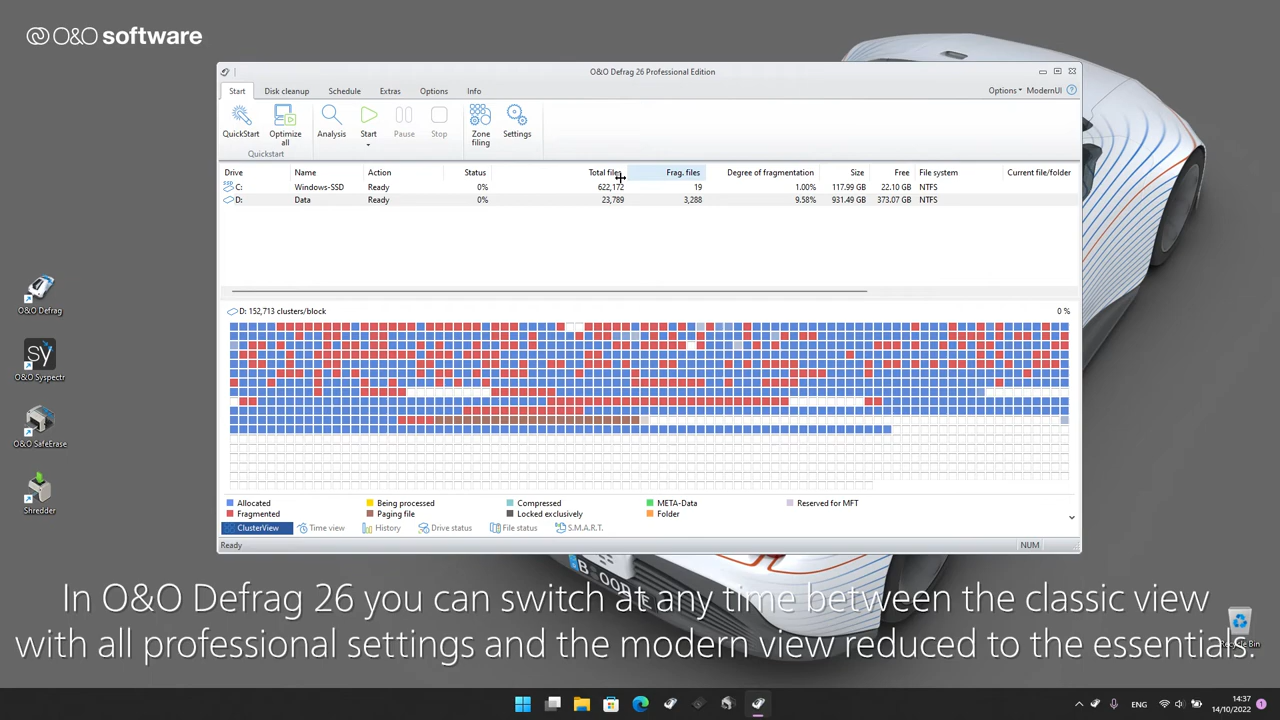 O&O software
O&O Defrag 26 Professional Edition
Start Disk cleanup Schedule Extras Options Info
Options ModernUI
QuickStart Optimize all Analysis Start Pause Stop Zone filing Settings
Quickstart
Drive Name Action Status Total files Frag. files Degree of fragmentation Size Free File system Current file/folder
C: Windows-SSD Ready 0% 622,172 19 1.00% 117.99 GB 22.10 GB NTFS
D: Data Ready 0% 23,789 3,288 9.58% 931.49 GB 373.07 GB NTFS
D: 152,713 clusters/block 0 %
Allocated Being processed Compressed META-Data Reserved for MFT
Fragmented Paging file Locked exclusively Folder
ClusterView Time view History Drive status File status S.M.A.R.T.
Ready NUM
O&O Defrag
sy
O&O Syspectr
O&O SafeErase
Shredder
In O&O Defrag 26 you can switch at any time between the classic view
with all professional settings and the modern view reduced to the essentials.
Recycle Bin
ENG
14:37
14/10/2022
1